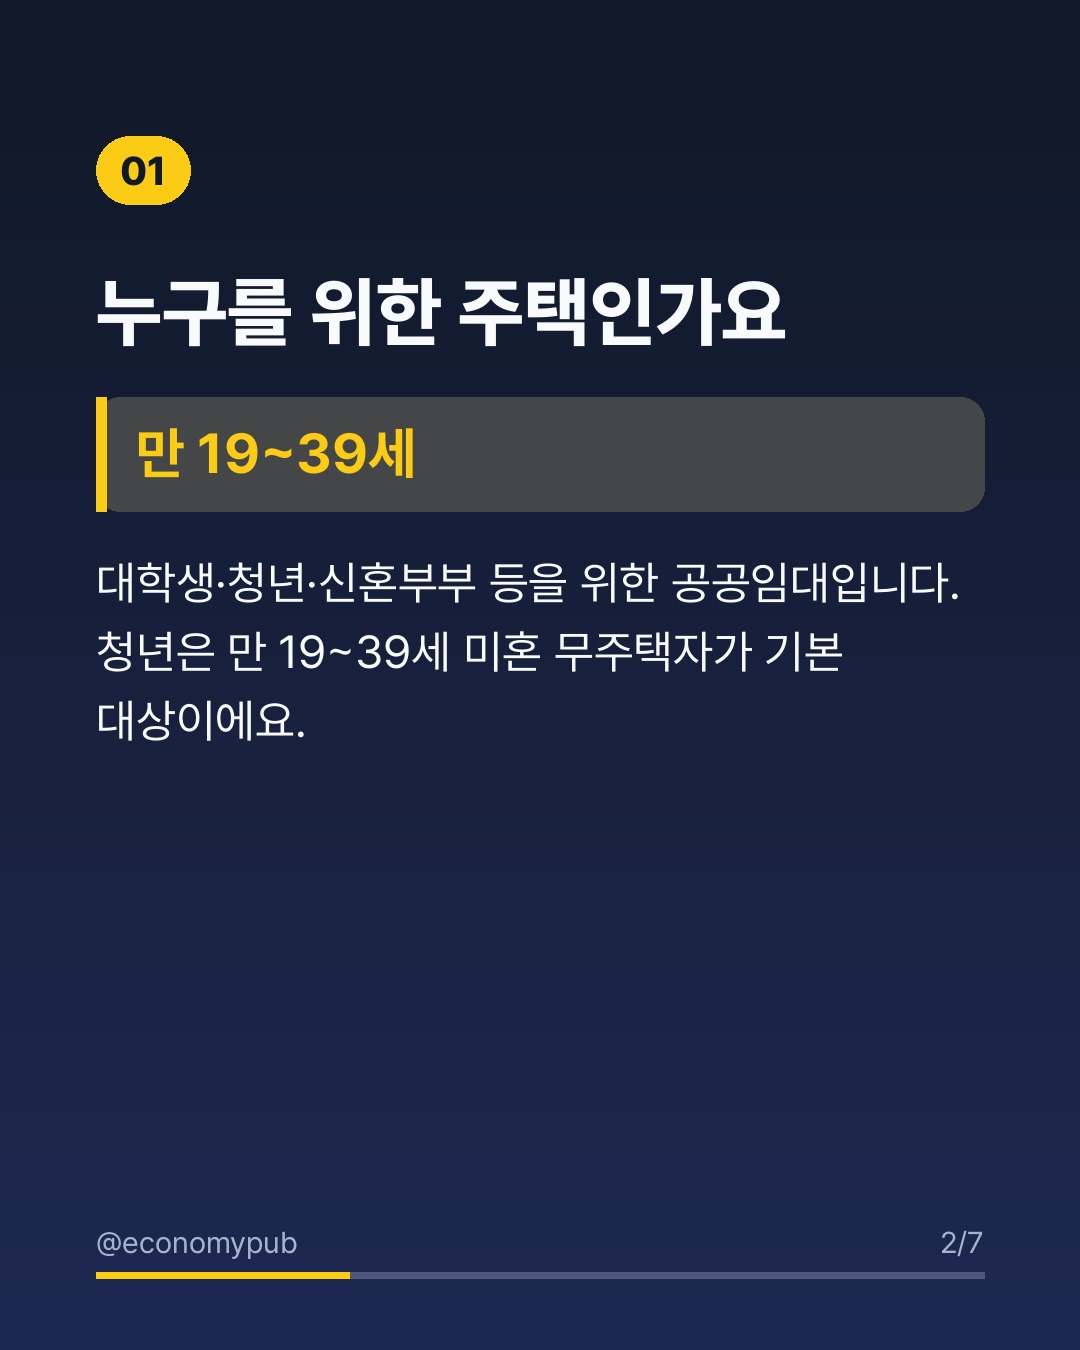 01
누구를 위한 주택인가요
만 19~39세
대학생·청년·신혼부부 등을 위한 공공임대입니다.
청년은 만 19~39세 미혼 무주택자가 기본
대상이에요.
@economypub
2/7